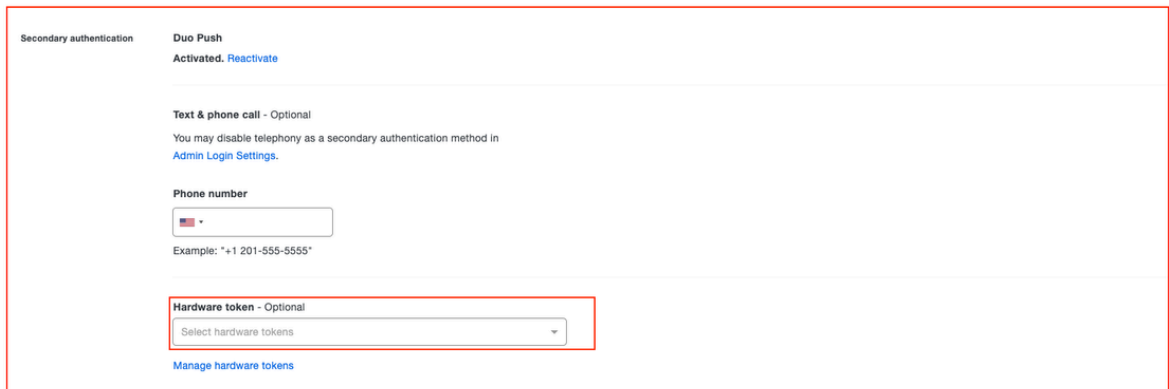 Secondary authentication
Duo Push
Activated. Reactivate
Text & phone call - Optional
You may disable telephony as a secondary authentication method in
Admin Login Settings.
Phone number
Example: "+1 201-555-5555"
Hardware token - Optional
Select hardware tokens
Manage hardware tokens